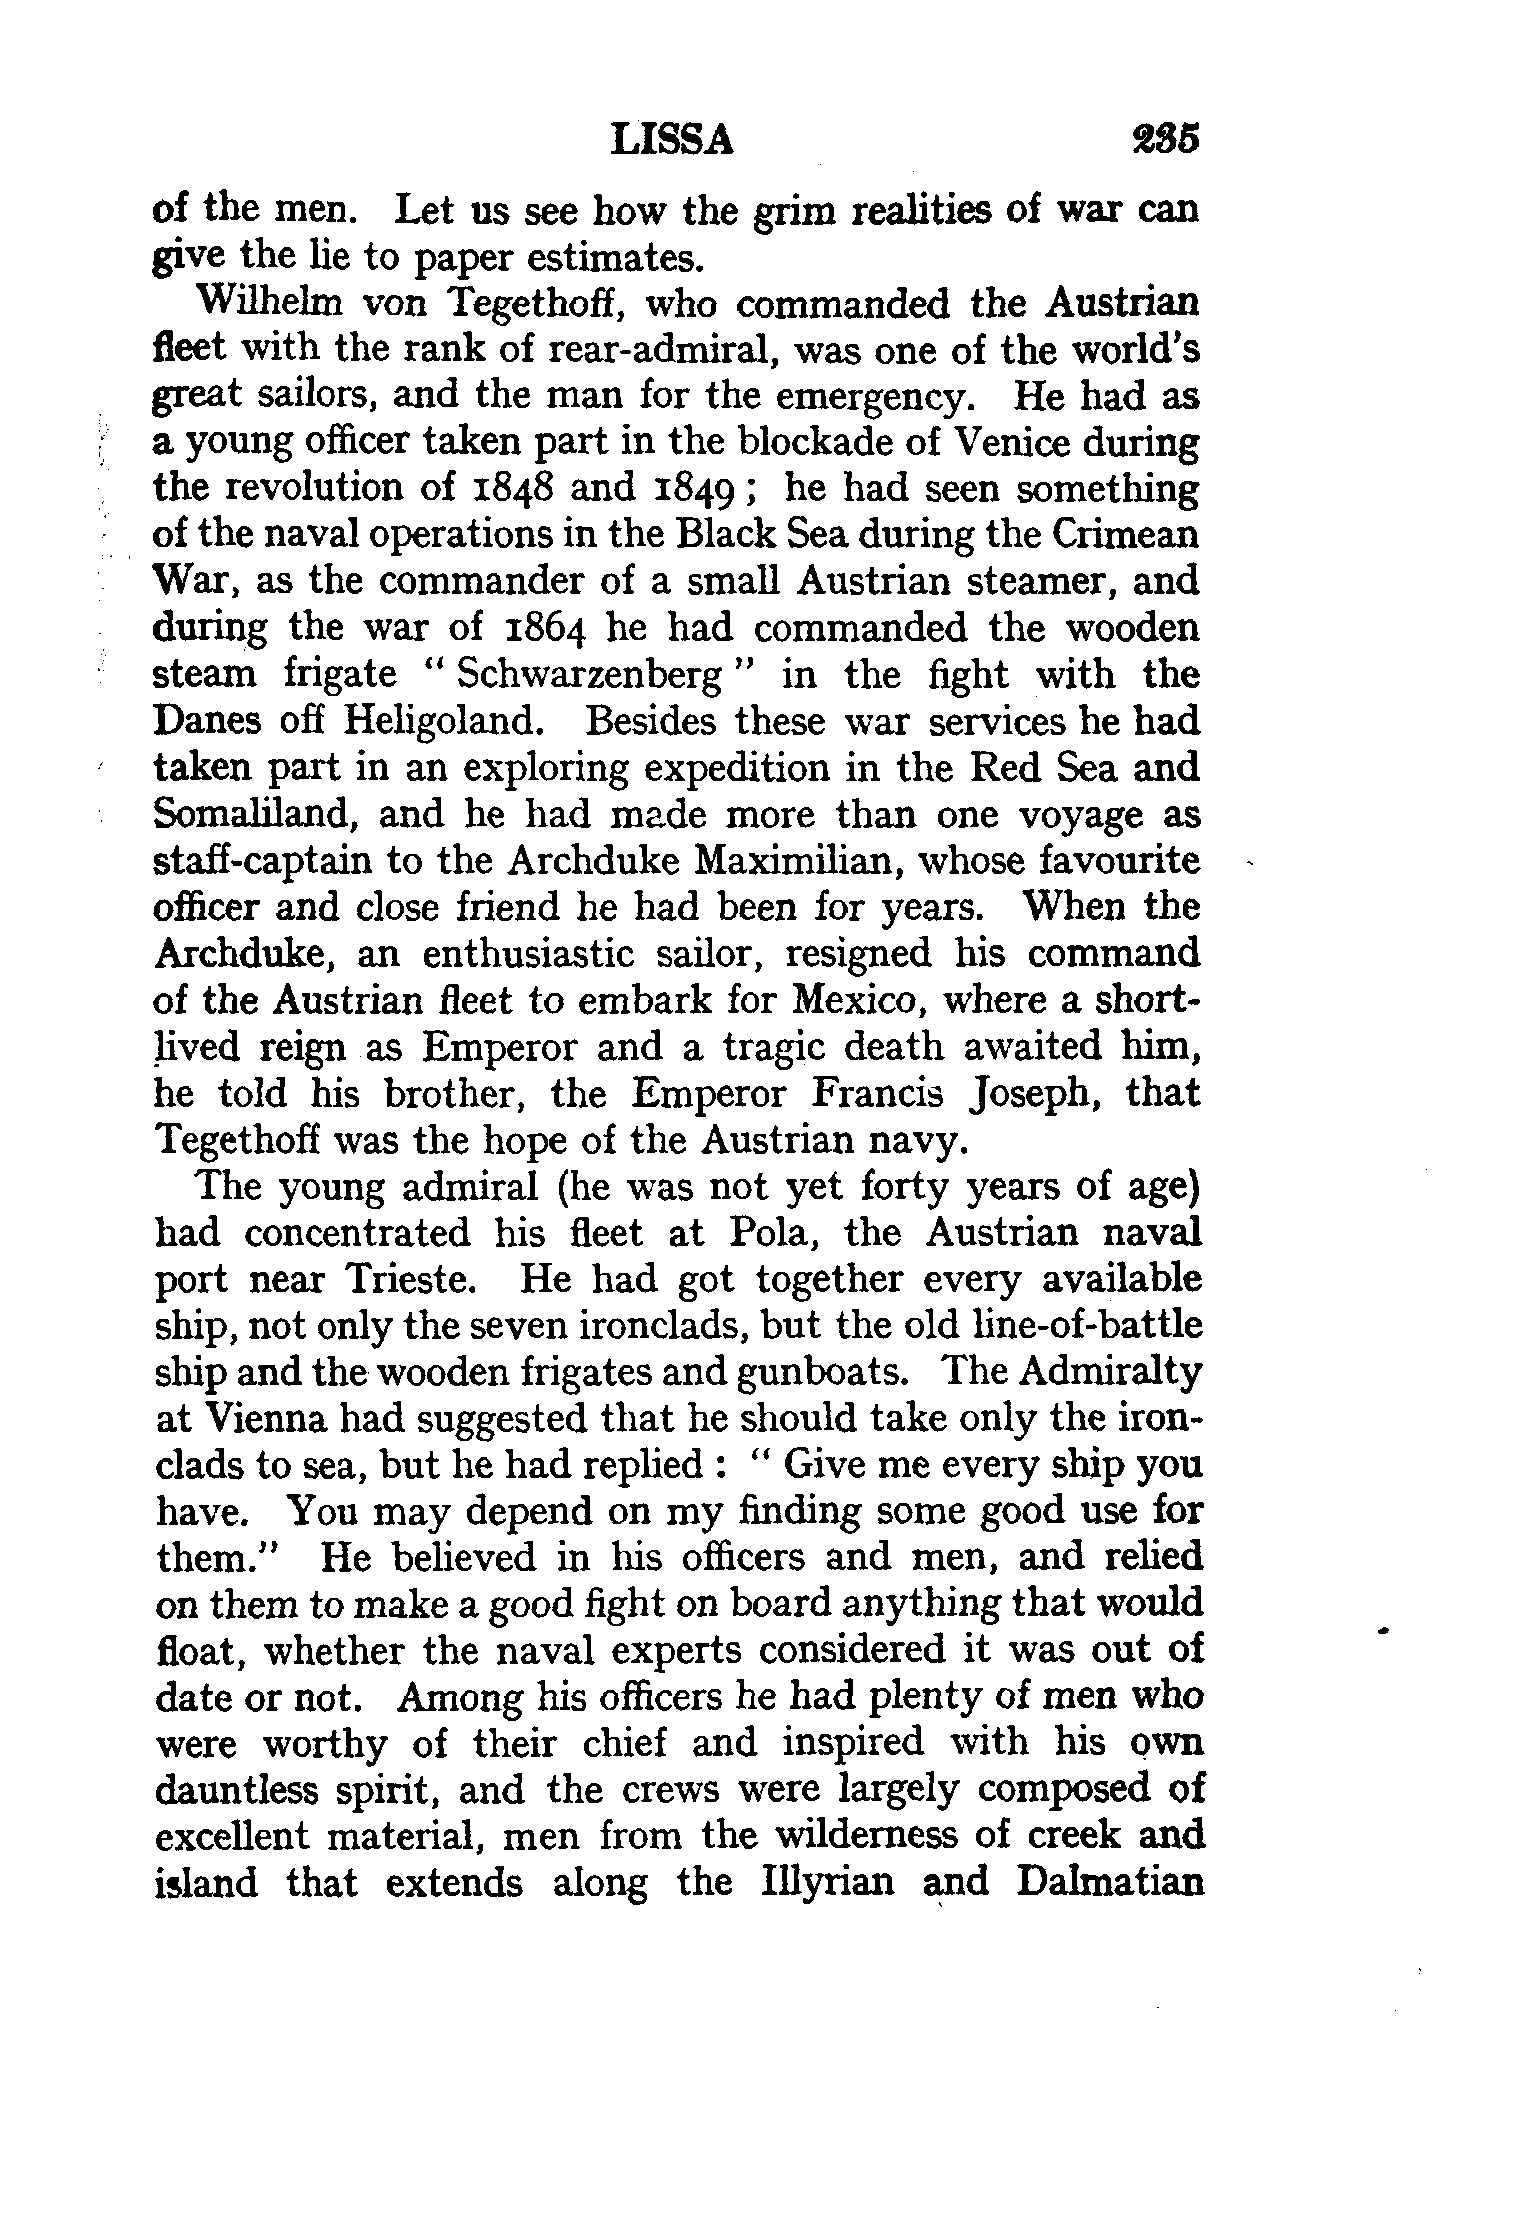 LISSA 235
of the men. Let us see how the grim realities of war can
give the lie to paper estimates.
Wilhelm von Tegethoff, who commanded the Austrian
fleet with the rank of rear-admiral, was one of the world's
great sailors, and the man for the emergency. He had as
a young officer taken part in the blockade of Venice during
the revolution of 1848 and 1849 ; he had seen something
of the naval operations in the Black Sea during the Crimean
War, as the commander of a small Austrian steamer, and
during the war of 1864 he had commanded the wooden
steam frigate " Schwarzenberg " in the fight with the
Danes off Heligoland. Besides these war services he had
taken part in an exploring expedition in the Red Sea and
Somaliland, and he had made more than one voyage as
staff-captain to the Archduke Maximilian, whose favourite
officer and close friend he had been for years. When the
Archduke, an enthusiastic sailor, resigned his command
of the Austrian fleet to embark for Mexico, where a short-
lived reign as Emperor and a tragic death awaited him,
he told his brother, the Emperor Francis Joseph, that
Tegethoff was the hope of the Austrian navy.
The young admiral (he was not yet forty years of age)
had concentrated his fleet at Pola, the Austrian naval
port near Trieste. He had got together every available
ship, not only the seven ironclads, but the old line-of-battle
ship and the wooden frigates and gunboats. The Admiralty
at Vienna had suggested that he should take only the iron-
clads to sea, but he had replied : " Give me every ship you
have. You may depend on my finding some good use for
them." He believed in his officers and men, and relied
on them to make a good fight on board anything that would
float, whether the naval experts considered it was out of
date or not. Among his officers he had plenty of men who
were worthy of their chief and inspired with his own
dauntless spirit, and the crews were largely composed of
excellent material, men from the wilderness of creek and
island that extends along the Illyrian and Dalmatian